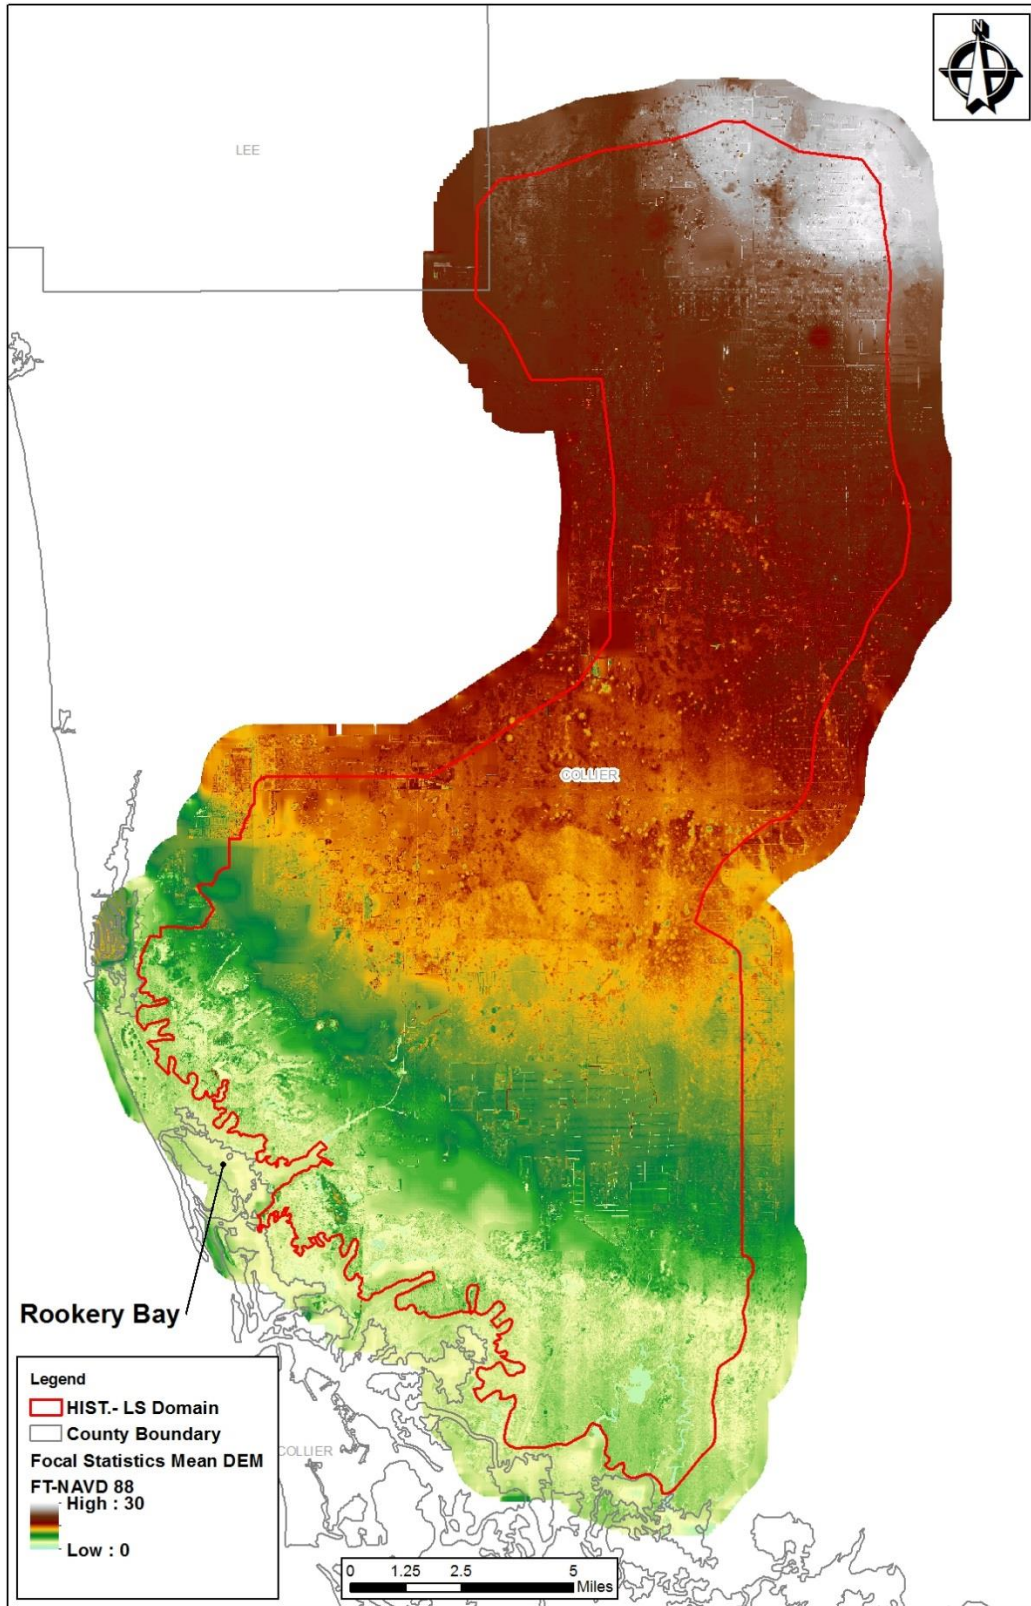 N
LEE
COLLIER
Rookery Bay
Legend
HIST.- LS Domain
County Boundary
Focal Statistics Mean DEM
FT-NAVD 88
High : 30
Low : 0
COLLIER
0 1.25 2.5 5
Miles